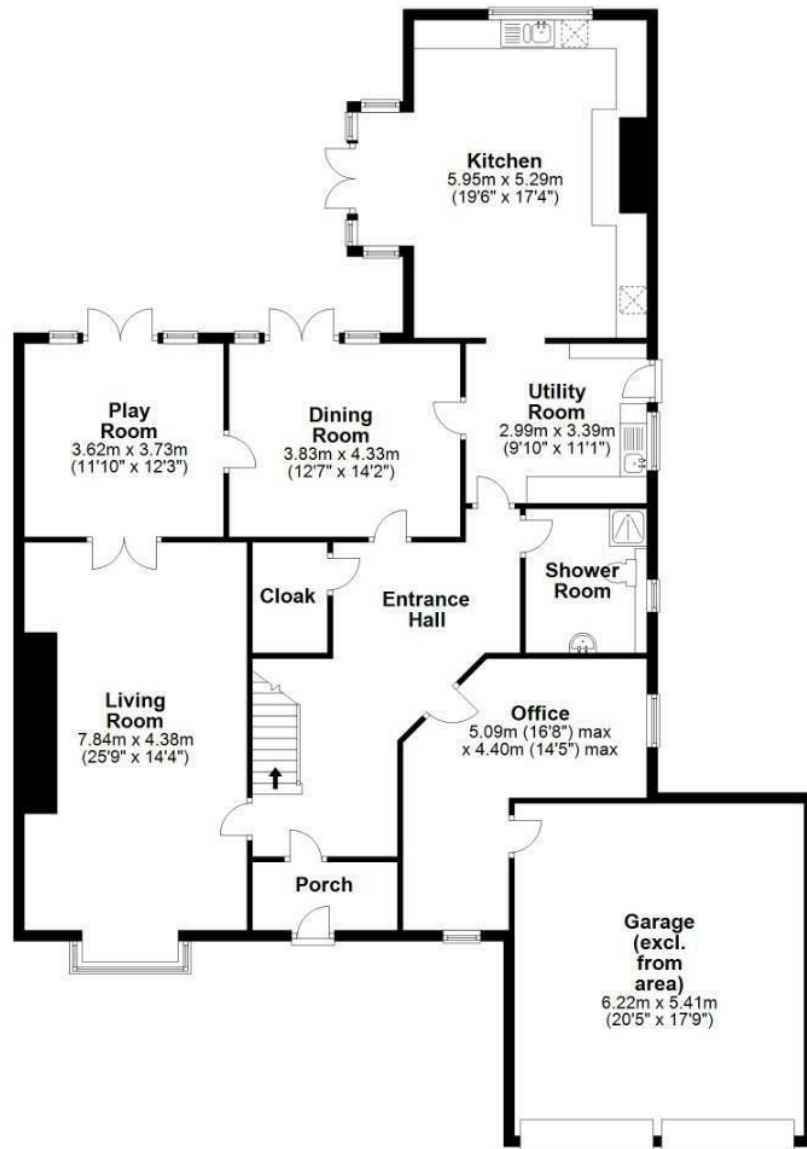 Kitchen
5.95m x 5.29m
(19'6" x 17'4")
Play
Room
3.62m x 3.73m
(11'10" x 12'3")
Dining
Room
3.83m x 4.33m
(12'7" x 14'2")
Utility
Room
2.99m x 3.39m
(9'10" x 11'1")
Cloak
Entrance
Hall
Shower
Room
Living
Room
7.84m x 4.38m
(25'9" x 14'4")
Office
5.09m (16'8") max
x 4.40m (14'5") max
Porch
Garage
(excl.
from
area)
6.22m x 5.41m
(20'5" x 17'9")